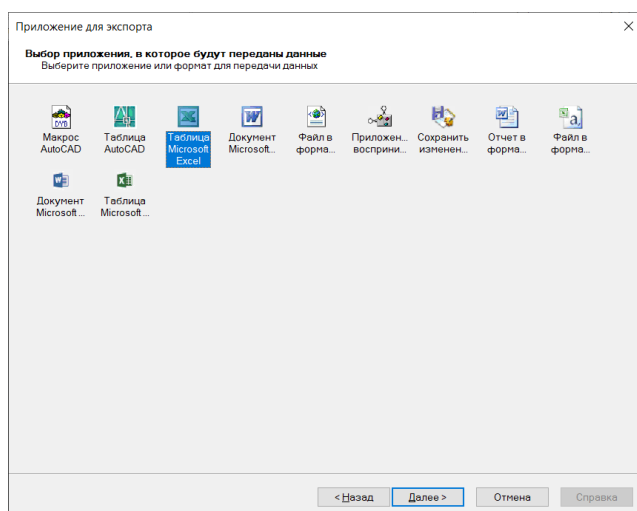 Приложение для экспорта
Выбор приложения, в которое будут переданы данные
Выберите приложение или формат для передачи данных
DVB
Макрос
AutoCAD
Таблица
AutoCAD
Таблица
Microsoft
Excel
Документ
Microsoft...
Файл в
форма...
Приложен...
восприни...
Сохранить
изменен...
Отчет в
форма...
a,
Файл в
форма...
Документ
Microsoft...
Таблица
Microsoft...
< Назад
Далее >
Отмена
Справка